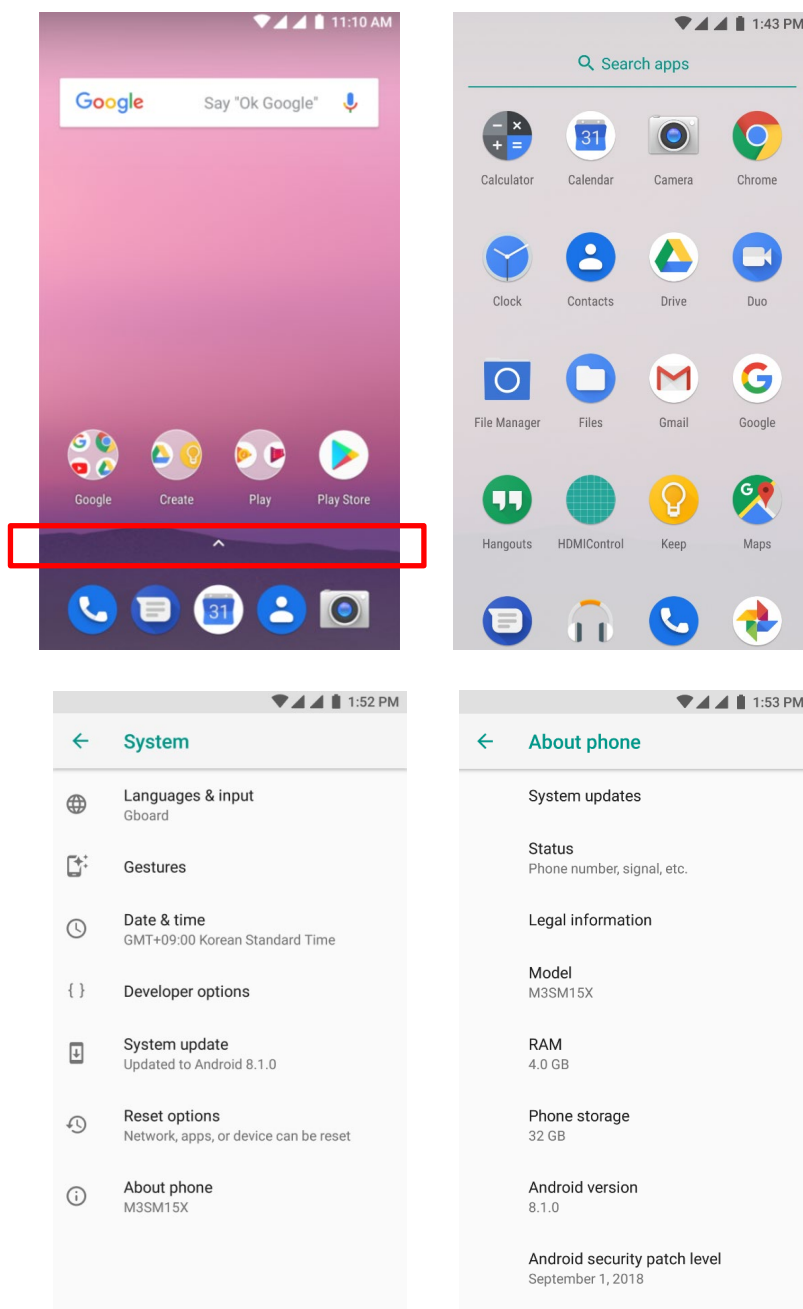 11:10 AM
Google Say "Ok Google"
31
Google Create Play Play Store
31
1:43 PM
Search apps
31
Calculator Calendar Camera Chrome
Clock Contacts Drive Duo
File Manager Files Gmail Google
Hangouts HDMIControl Keep Maps
1:52 PM
System
Languages & input
Gboard
Gestures
Date & time
GMT+09:00 Korean Standard Time
{ } Developer options
System update
Updated to Android 8.1.0
Reset options
Network, apps, or device can be reset
About phone
M3SM15X
1:53 PM
About phone
System updates
Status
Phone number, signal, etc.
Legal information
Model
M3SM15X
RAM
4.0 GB
Phone storage
32 GB
Android version
8.1.0
Android security patch level
September 1, 2018